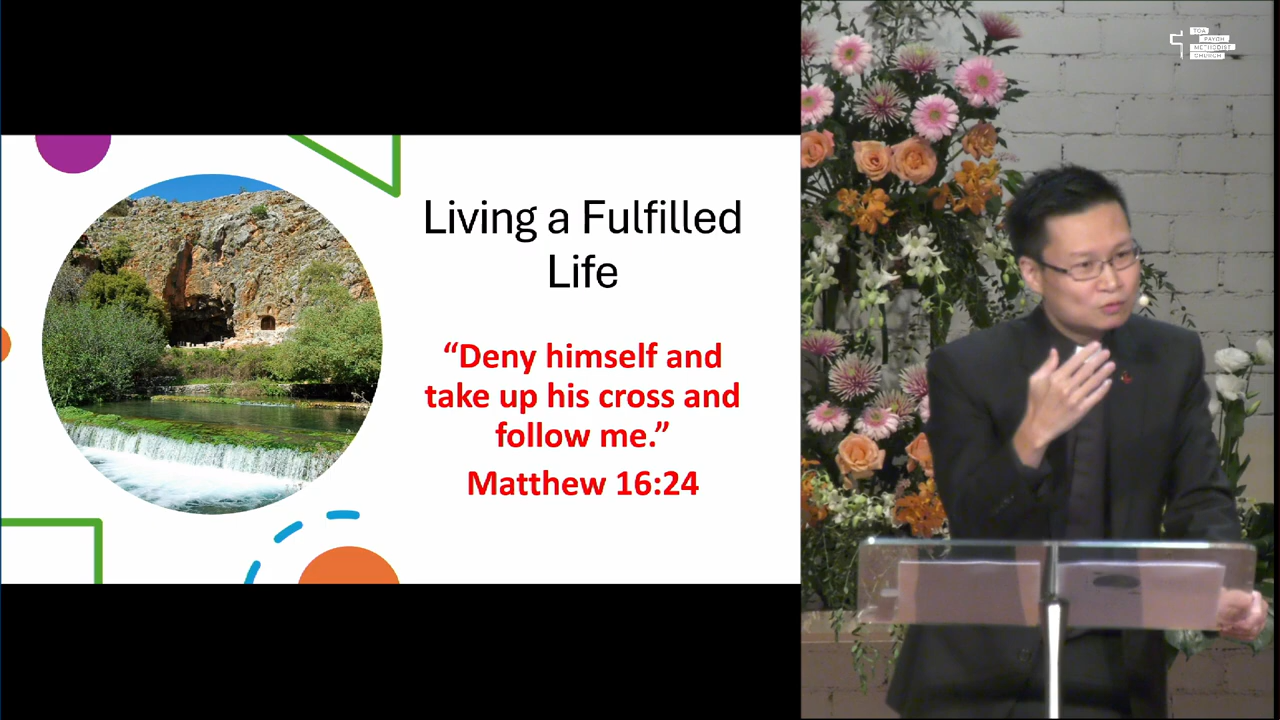 Living a Fulfilled
Life
“Deny himself and
take up his cross and
follow me.”
Matthew 16:24
TOA
PAYOH
METHODIST
CHURCH